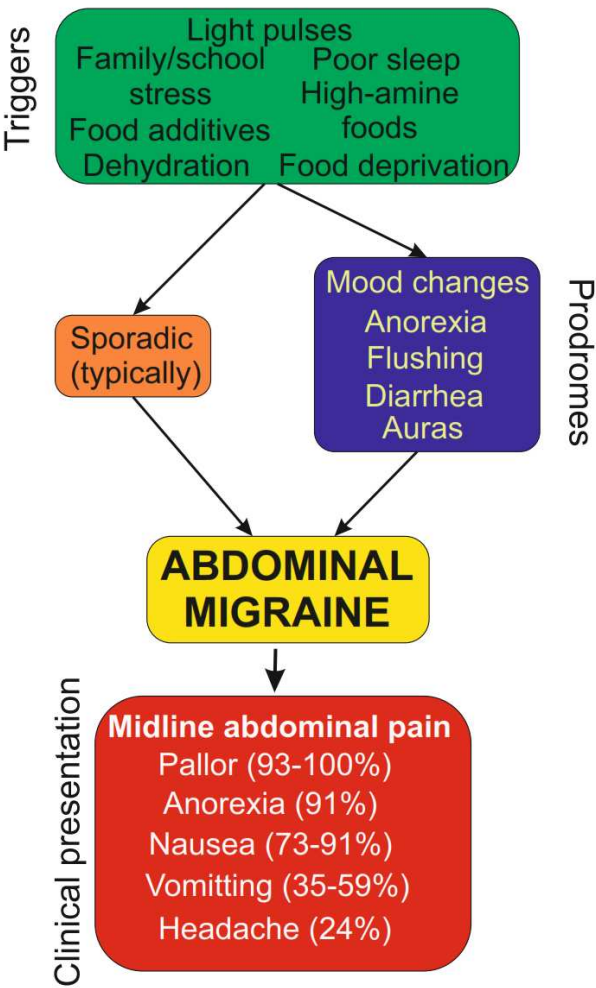 Triggers
Light pulses
Family/school
stress
Food additives
Dehydration
Poor sleep
High-amine
foods
Food deprivation
Sporadic
(typically)
Prodromes
Mood changes
Anorexia
Flushing
Diarrhea
Auras
ABDOMINAL
MIGRAINE
Clinical presentation
Midline abdominal pain
Pallor (93-100%)
Anorexia (91%)
Nausea (73-91%)
Vomitting (35-59%)
Headache (24%)